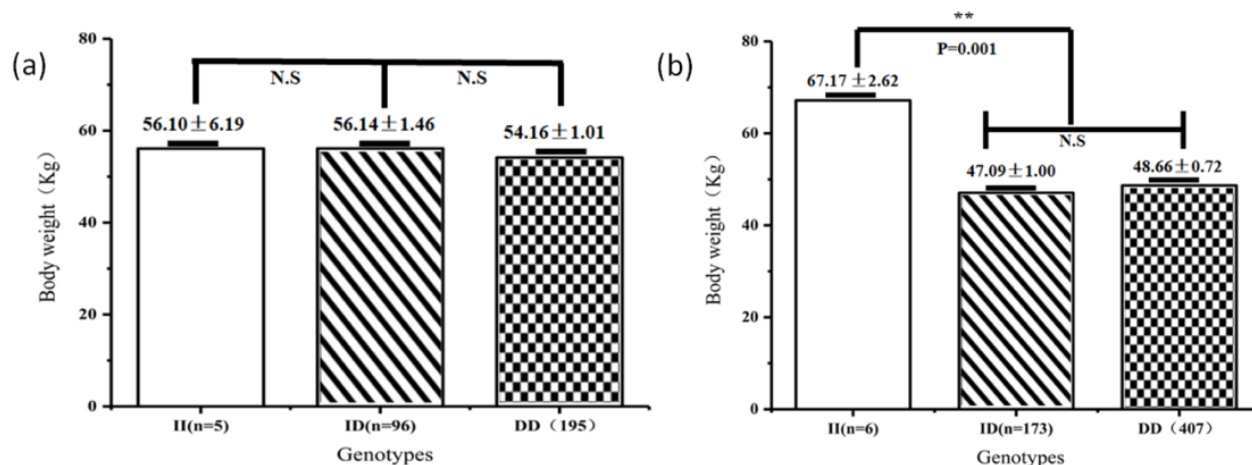 (a)
80
60
40
20
0
Body weight（Kg）
N.S
N.S
56.10±6.19
56.14±1.46
54.16±1.01
II(n=5)
ID(n=96)
DD（195）
Genotypes
(b)
80
60
40
20
0
Body weight（Kg）
**
P=0.001
67.17±2.62
N.S
47.09±1.00
48.66±0.72
II(n=6)
ID(n=173)
DD（407）
Genotypes